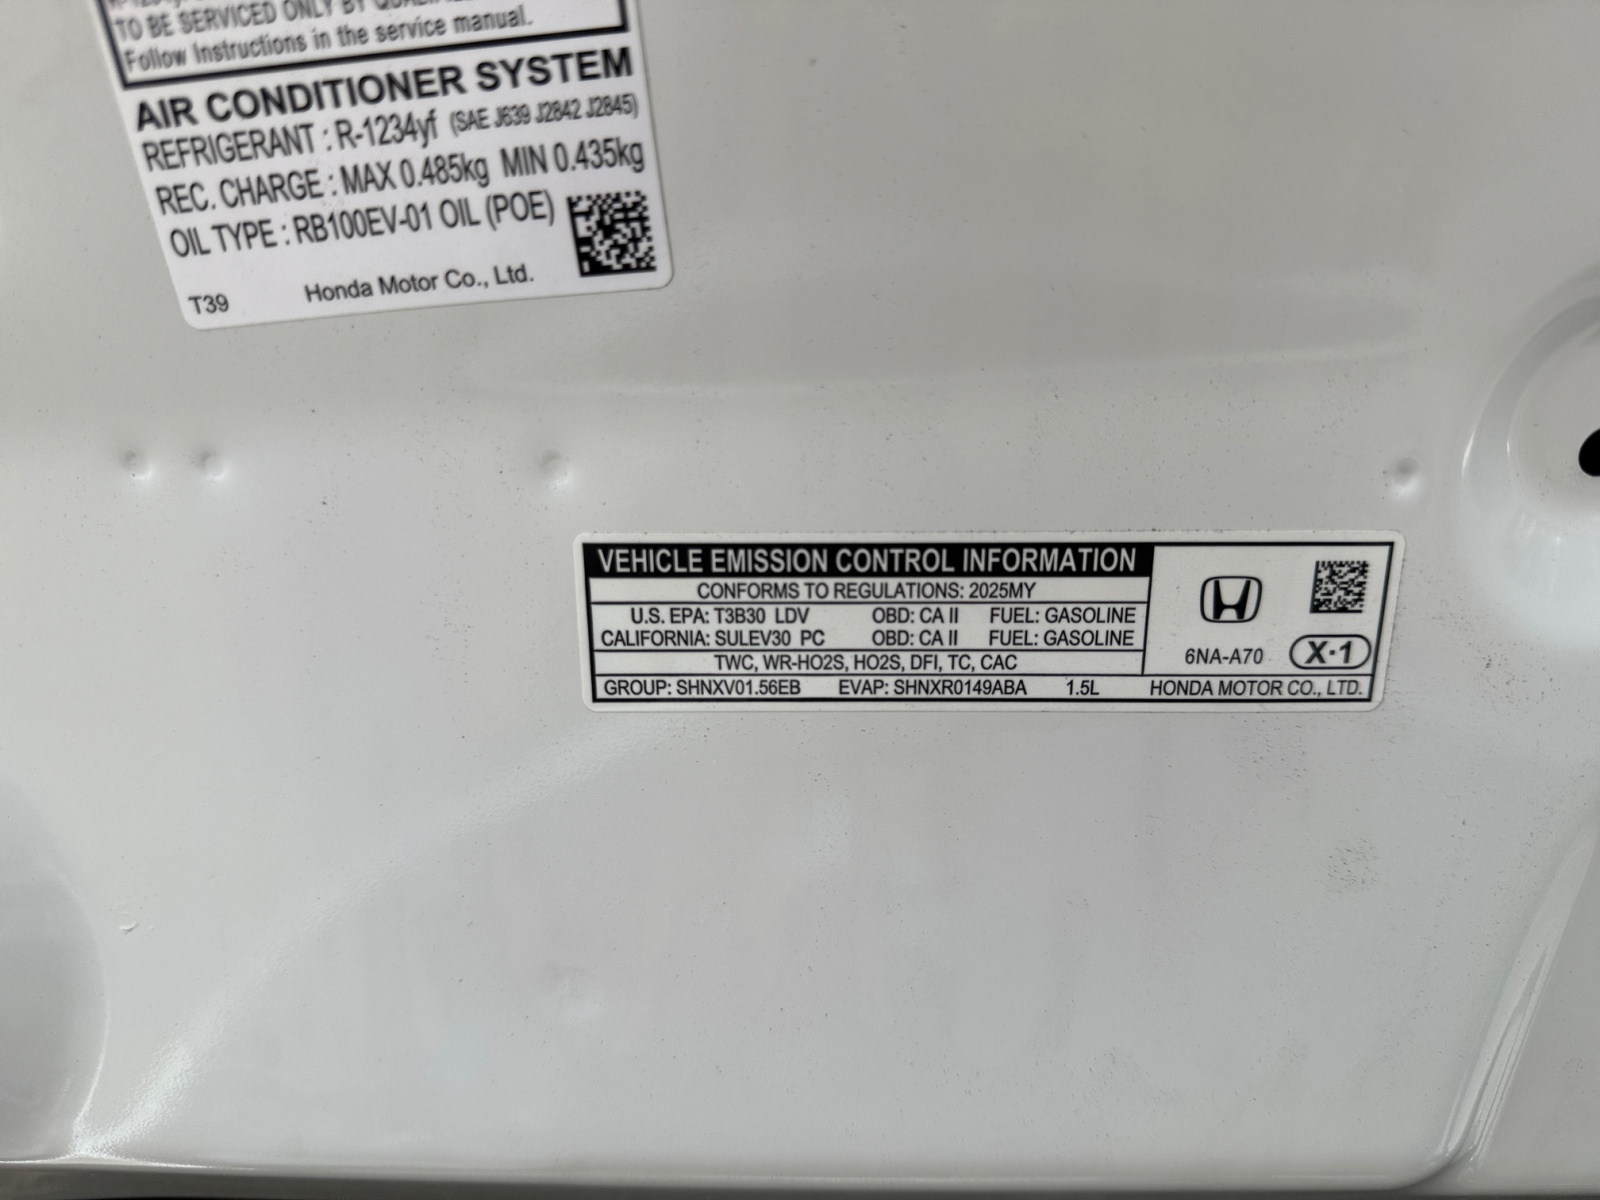 TO BE SERVICED ONLY BY
Follow Instructions in the service manual.
AIR CONDITIONER SYSTEM
REFRIGERANT : R-1234yf (SAE J639 J2842 J2845)
REC. CHARGE : MAX 0.485kg MIN 0.435kg
OIL TYPE : RB100EV-01 OIL (POE)
T39 Honda Motor Co., Ltd.
VEHICLE EMISSION CONTROL INFORMATION
CONFORMS TO REGULATIONS: 2025MY
U.S. EPA: T3B30 LDV OBD: CA II FUEL: GASOLINE
CALIFORNIA: SULEV30 PC OBD: CA II FUEL: GASOLINE
TWC, WR-HO2S, HO2S, DFI, TC, CAC
6NA-A70 X·1
GROUP: SHNXV01.56EB EVAP: SHNXR0149ABA 1.5L HONDA MOTOR CO., LTD.